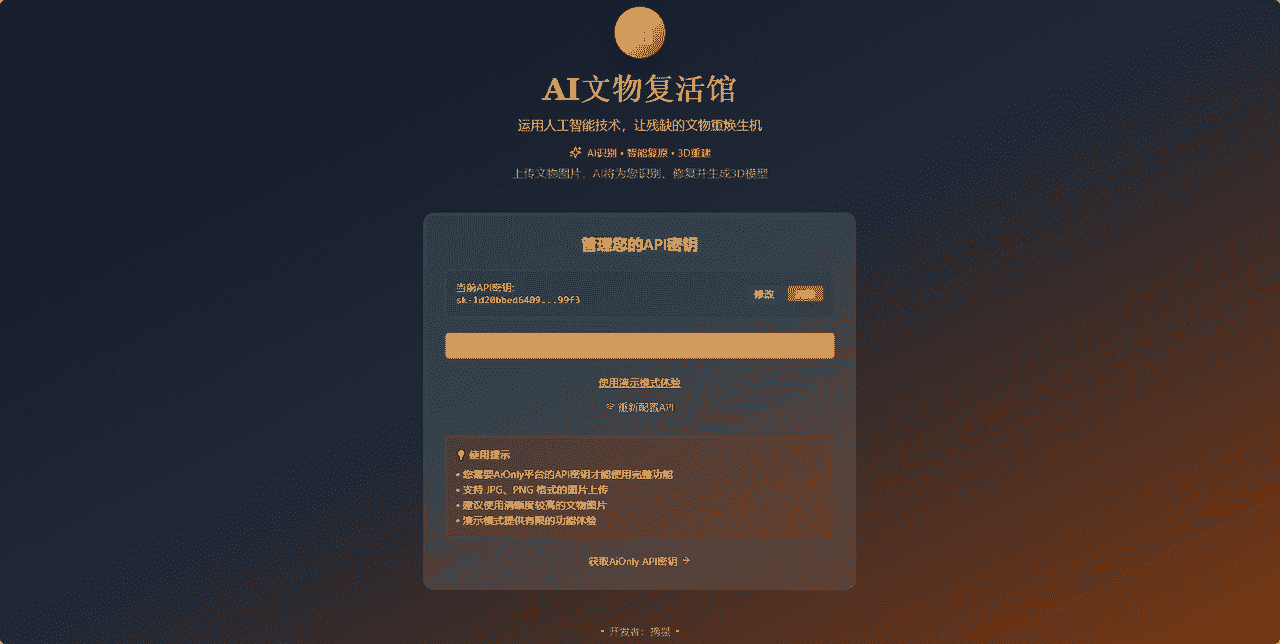 AI文物复活馆
运用人工智能技术，让残缺的文物重焕生机
AI识别 • 智能复原 • 3D重建
上传文物图片，AI将为您识别、修复并生成3D模型
管理您的API密钥
当前API密钥:
sk-1d20bbed6409...99f3
修改
使用演示模式体验
重新配置API
使用提示
• 您需要AiOnly平台的API密钥才能使用完整功能
• 支持 JPG、PNG 格式的图片上传
• 建议使用清晰度较高的文物图片
• 演示模式提供有限的功能体验
获取AiOnly API密钥 →
• 开发者：